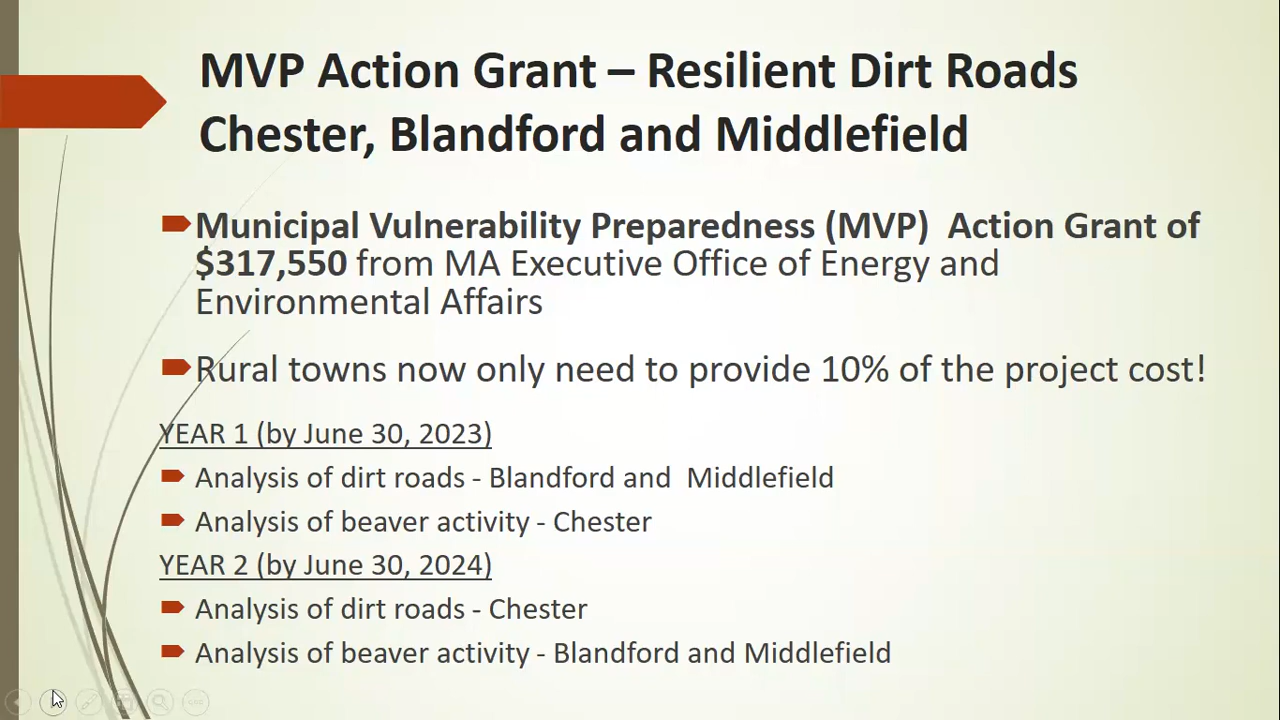 MVP Action Grant – Resilient Dirt Roads
Chester, Blandford and Middlefield
Municipal Vulnerability Preparedness (MVP)  Action Grant of
$317,550 from MA Executive Office of Energy and
Environmental Affairs
Rural towns now only need to provide 10% of the project cost!
YEAR 1 (by June 30, 2023)
Analysis of dirt roads - Blandford and  Middlefield
Analysis of beaver activity - Chester
YEAR 2 (by June 30, 2024)
Analysis of dirt roads - Chester
Analysis of beaver activity - Blandford and Middlefield